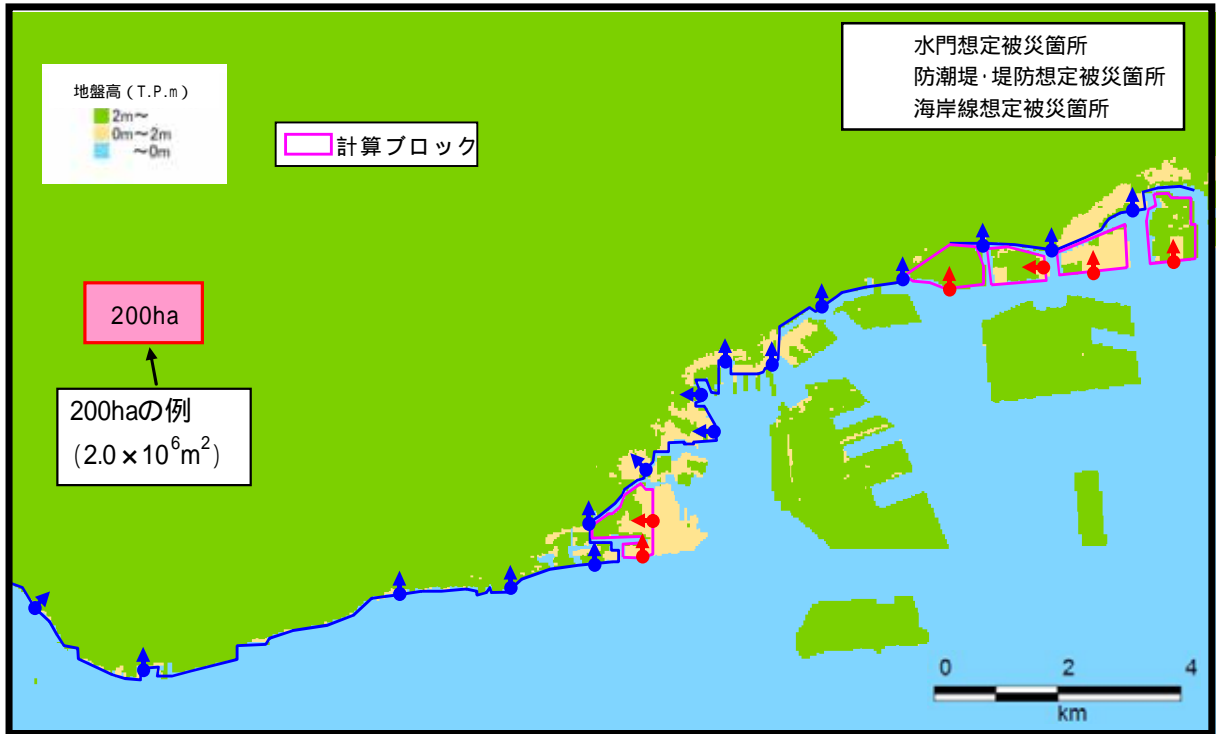 水門想定被災箇所
防潮堤・堤防想定被災箇所
海岸線想定被災箇所
地盤高(T.P.m)
2m～
0m～2m
～0m
計算ブロック
200ha
200haの例
(2.0×10⁶m²)
0 2 4
km